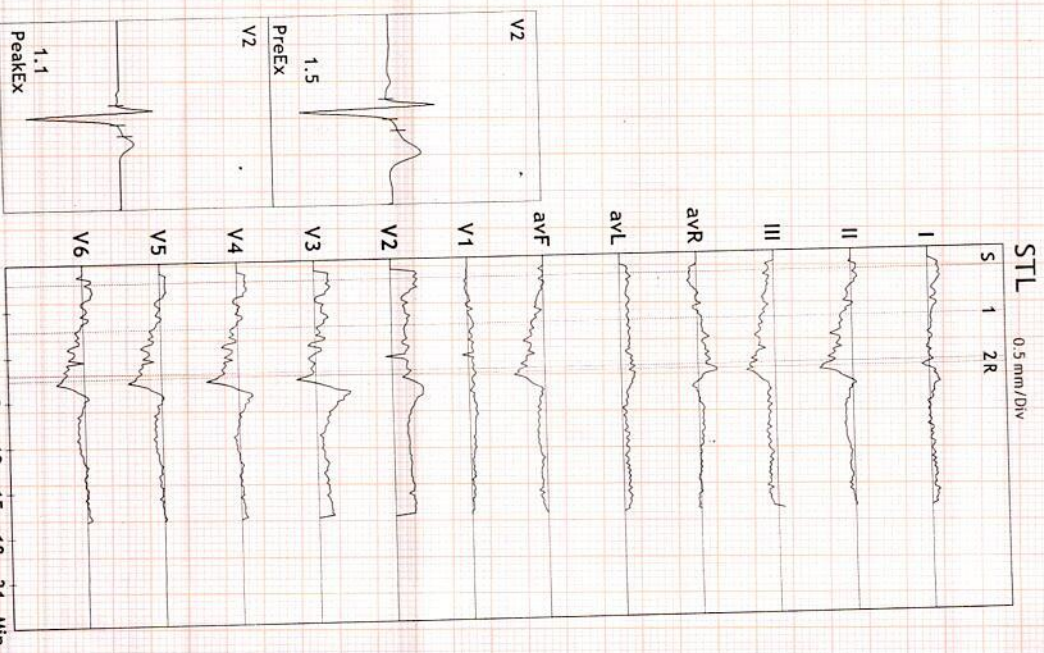 STL 0.5 mm/Div
S 1 2R
I
II
III
avR
avL
avF
V1
V2
V3
V4
V5
V6
V2
1.5
PreEx
V2
1.1
PeakEx